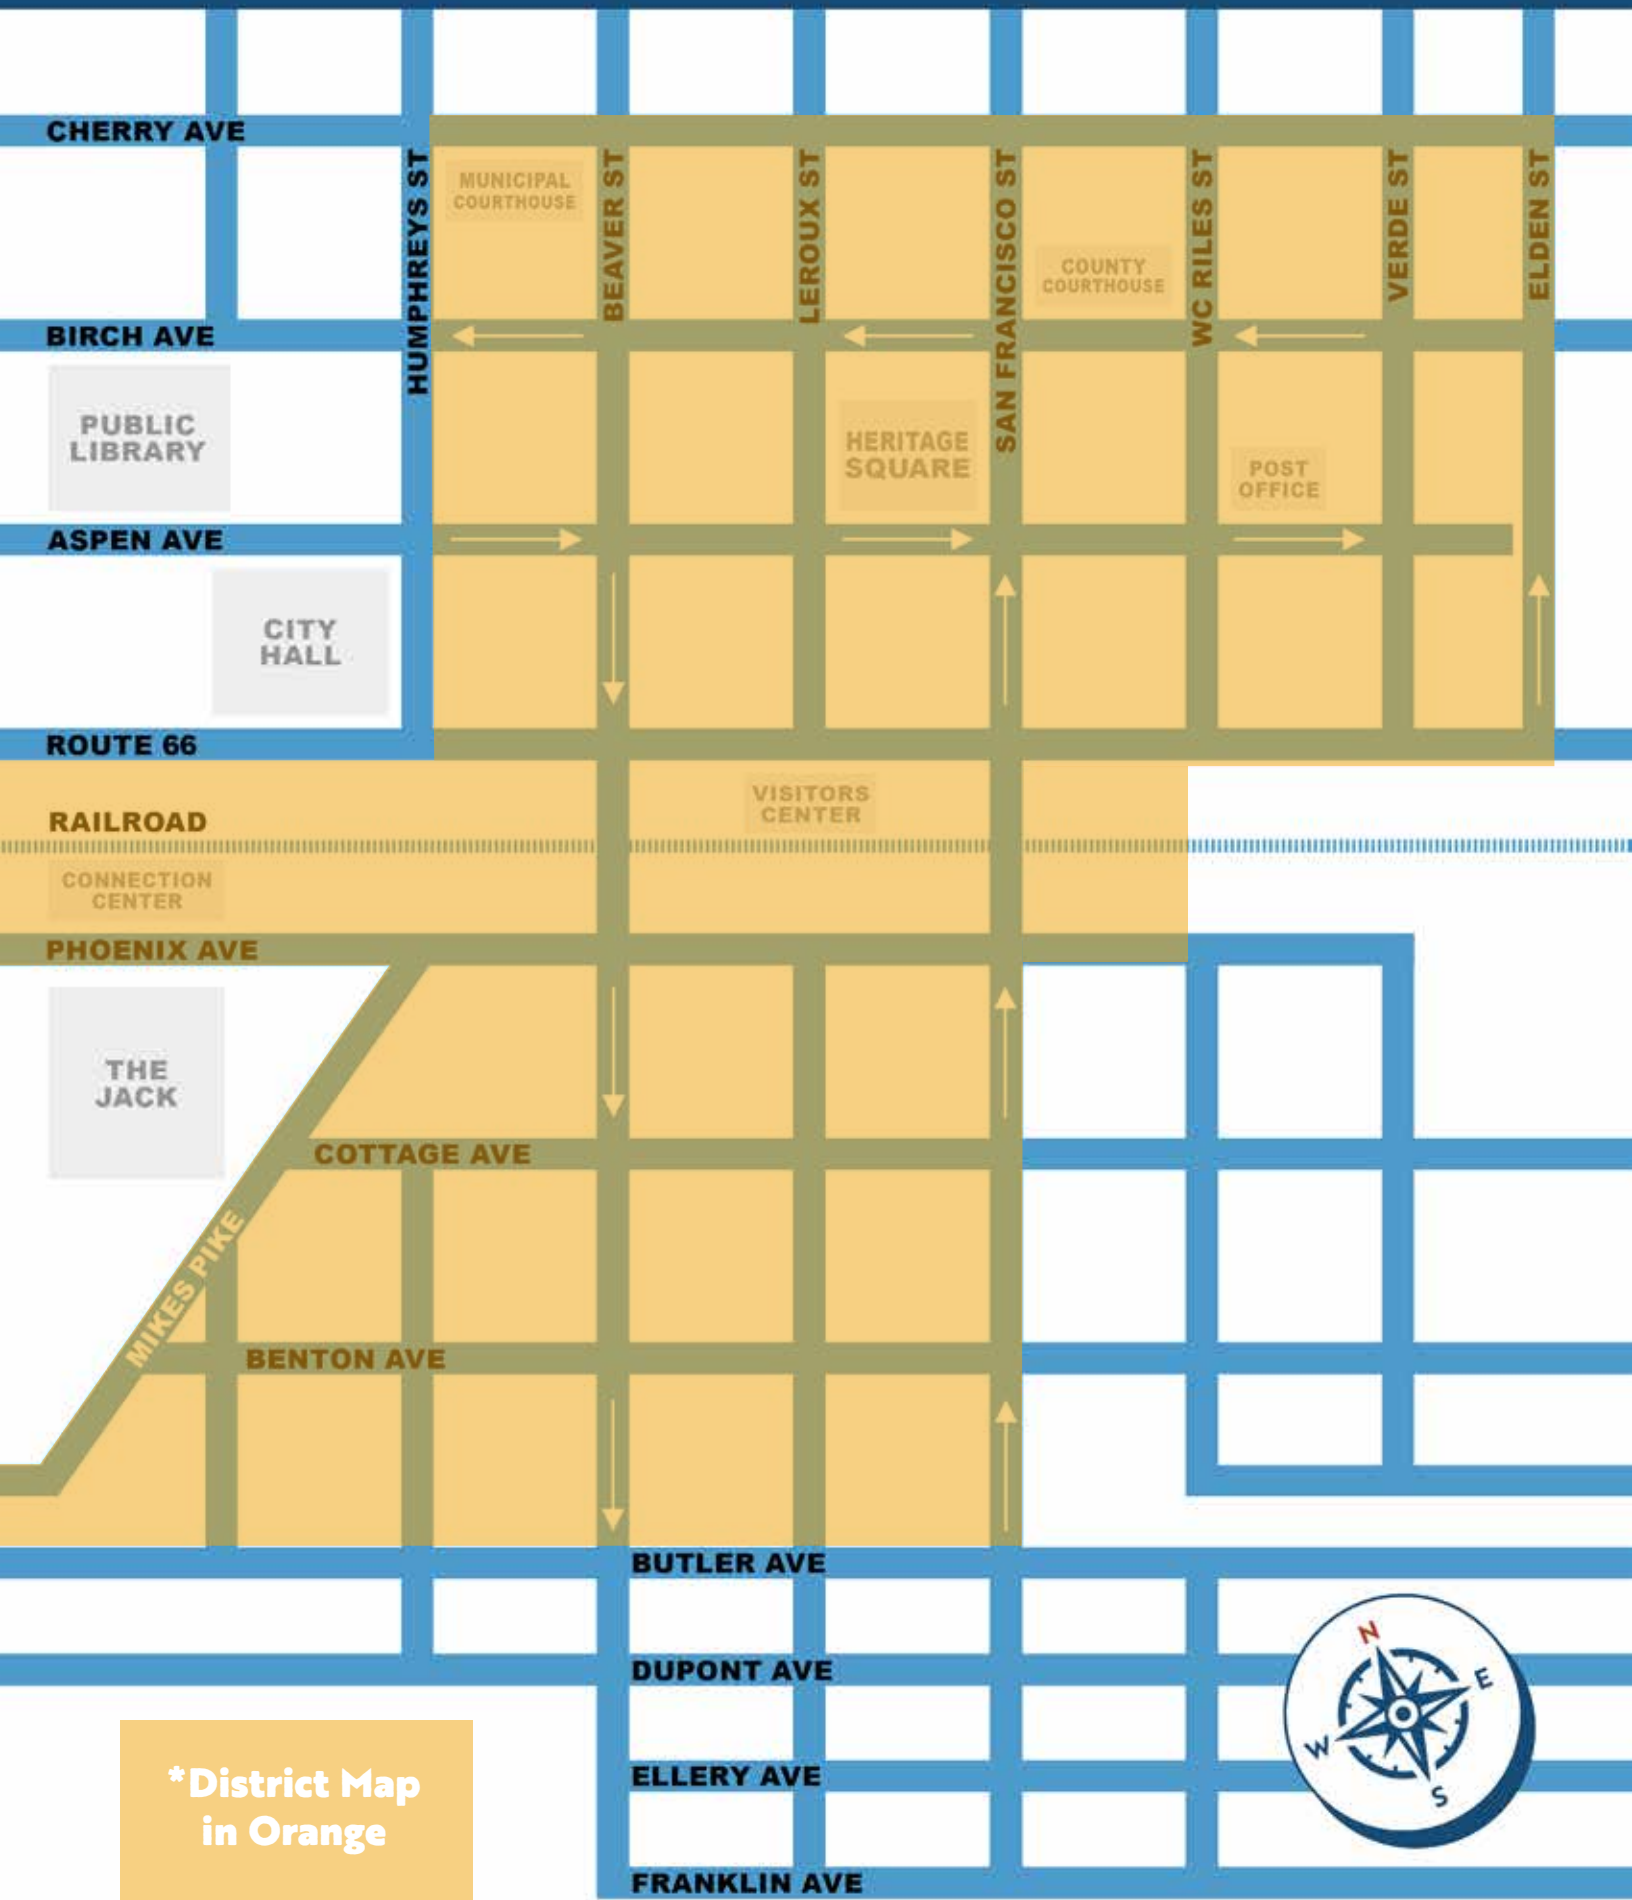 CHERRY AVE
HUMPHREYS ST
MUNICIPAL
COURTHOUSE
BEAVER ST
LEROUX ST
SAN FRANCISCO ST
COUNTY
COURTHOUSE
WC RILES ST
VERDE ST
ELDEN ST
BIRCH AVE
PUBLIC
LIBRARY
HERITAGE
SQUARE
POST
OFFICE
ASPEN AVE
CITY
HALL
ROUTE 66
RAILROAD
VISITORS
CENTER
CONNECTION
CENTER
PHOENIX AVE
THE
JACK
COTTAGE AVE
MIKES PIKE
BENTON AVE
BUTLER AVE
DUPONT AVE
ELLERY AVE
FRANKLIN AVE
N
E
W
S
*District Map
in Orange